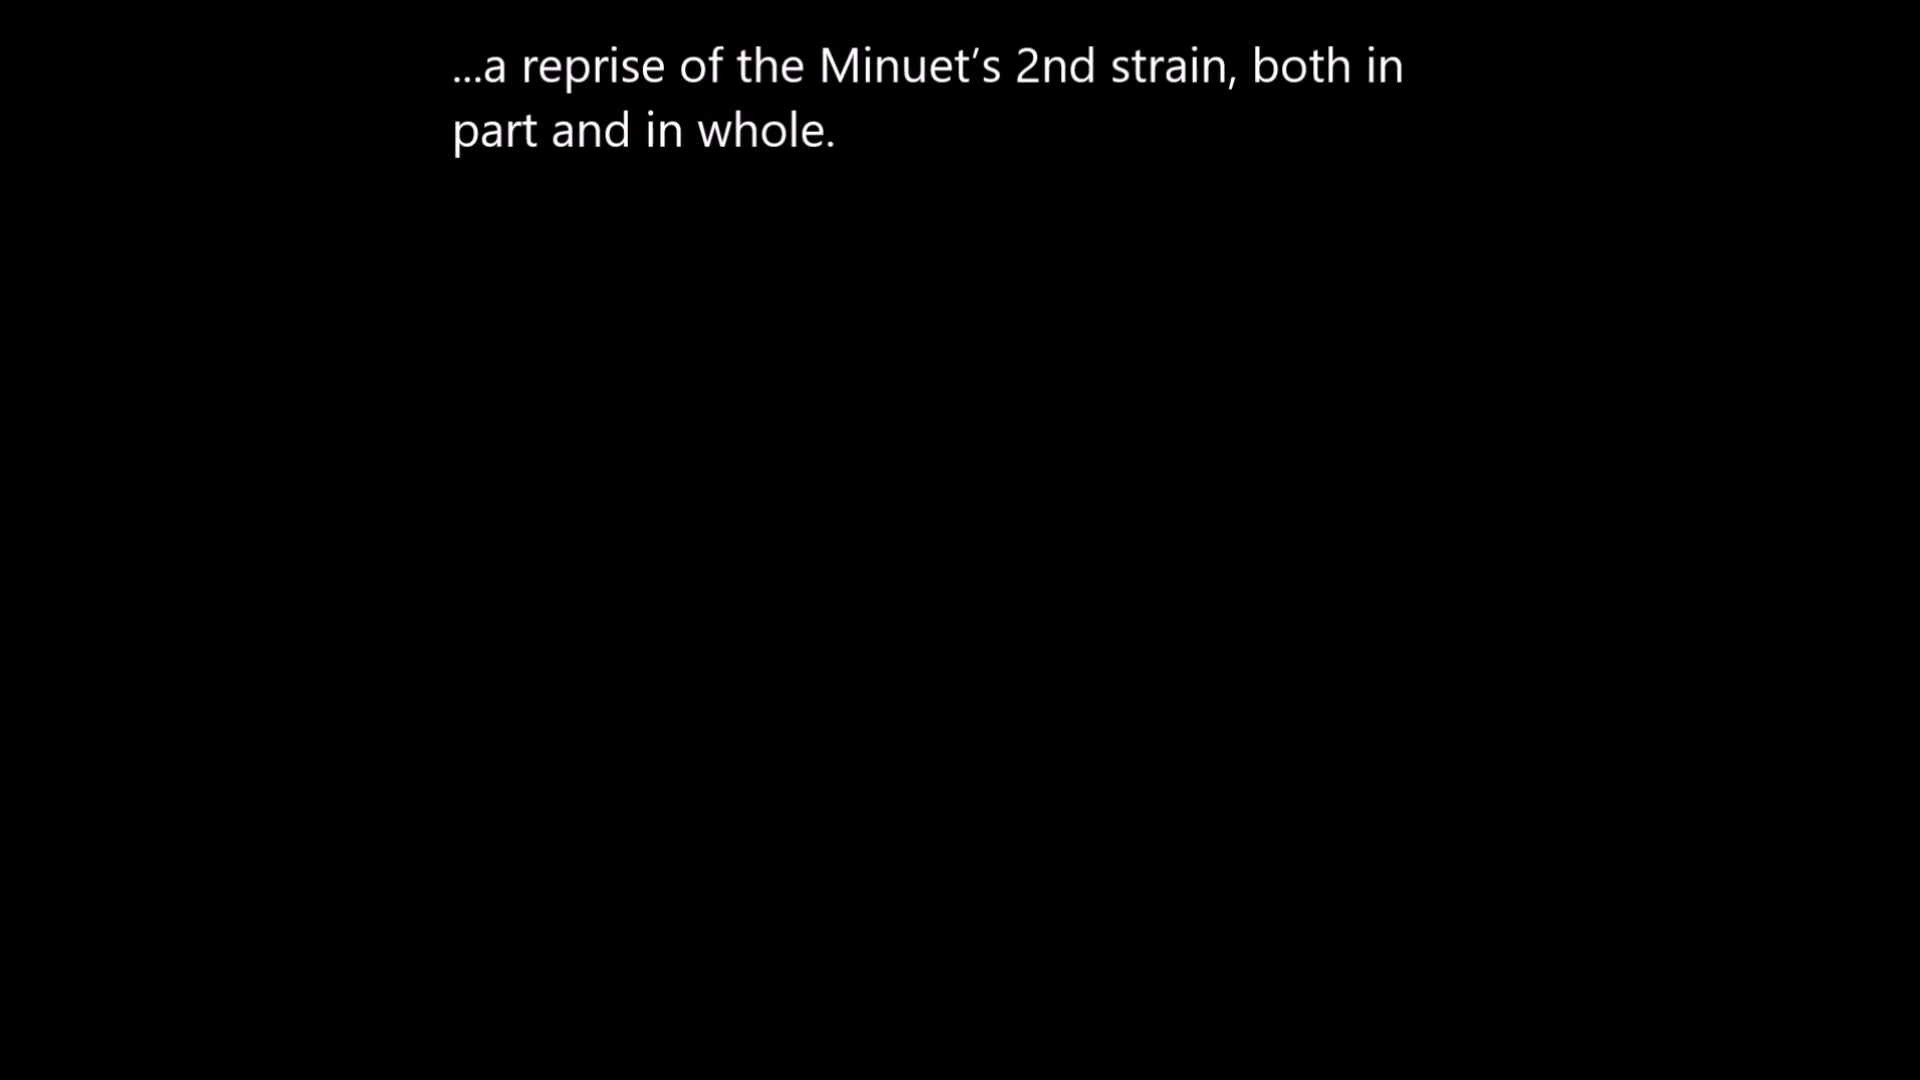 ...a reprise of the Minuet’s 2nd strain, both in
part and in whole.